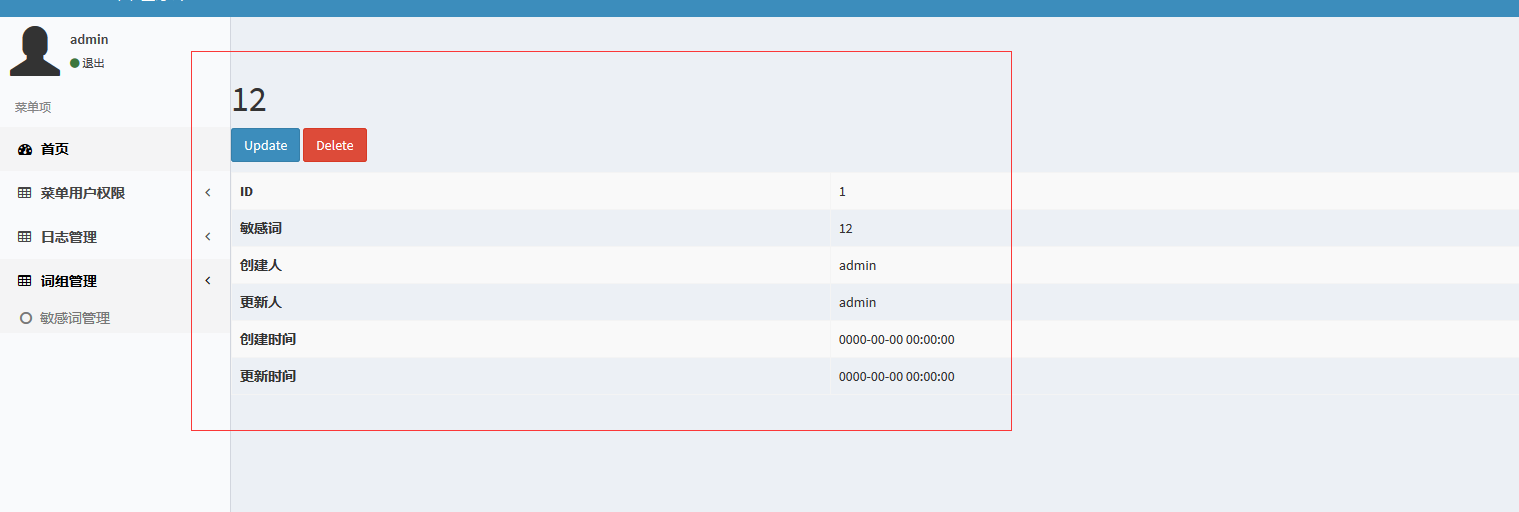 admin
退出
菜单项
首页
菜单用户权限
日志管理
词组管理
敏感词管理
12
Update Delete
ID 1
敏感词 12
创建人 admin
更新人 admin
创建时间 0000-00-00 00:00:00
更新时间 0000-00-00 00:00:00